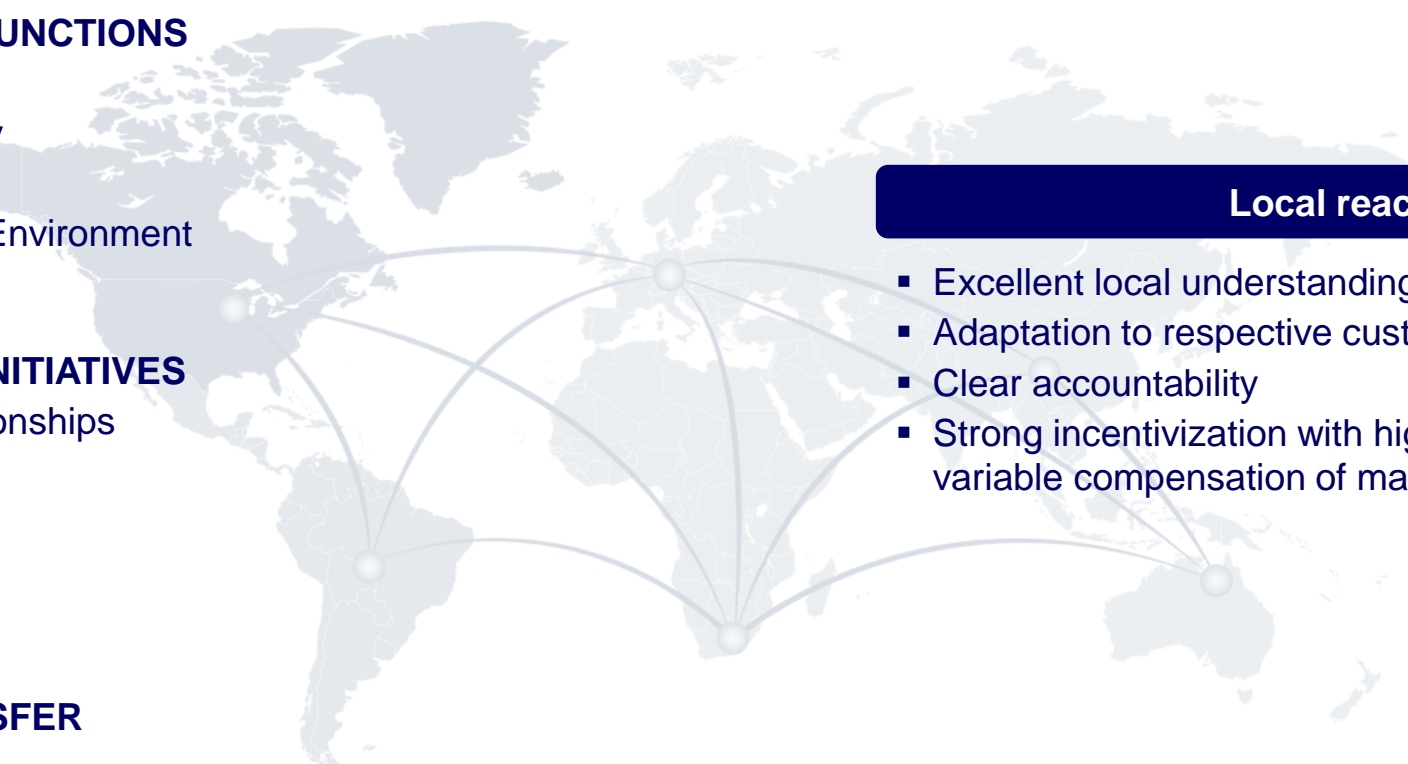 UNCTIONS
Environment
NITIATIVES
onships
SFER
Local reac
▪ Excellent local understanding
▪ Adaptation to respective cust
▪ Clear accountability
▪ Strong incentivization with hig
variable compensation of ma